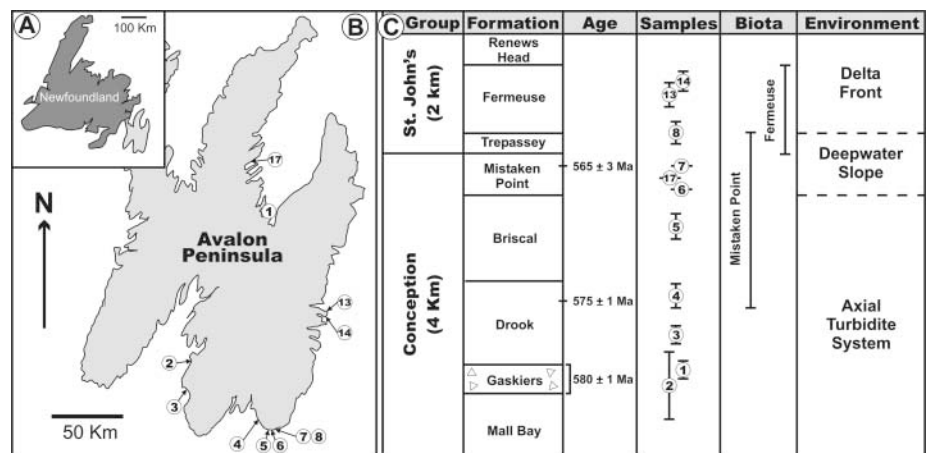 A
100 Km
Newfoundland
B
17
1
N
Avalon
Peninsula
13
14
2
3
4
5
6
7
8
50 Km
C
Group
Formation
Age
Samples
Biota
Environment
St. John's
(2 km)
Renews
Head
Fermeuse
Trepassey
14
13
8
Fermeuse
Delta
Front
Conception
(4 Km)
Mistaken
Point
565 ± 3 Ma
7
17
6
Mistaken Point
Deepwater
Slope
Briscal
5
Drook
575 ± 1 Ma
4
3
Axial
Turbidite
System
Gaskiers
580 ± 1 Ma
1
2
Mall Bay